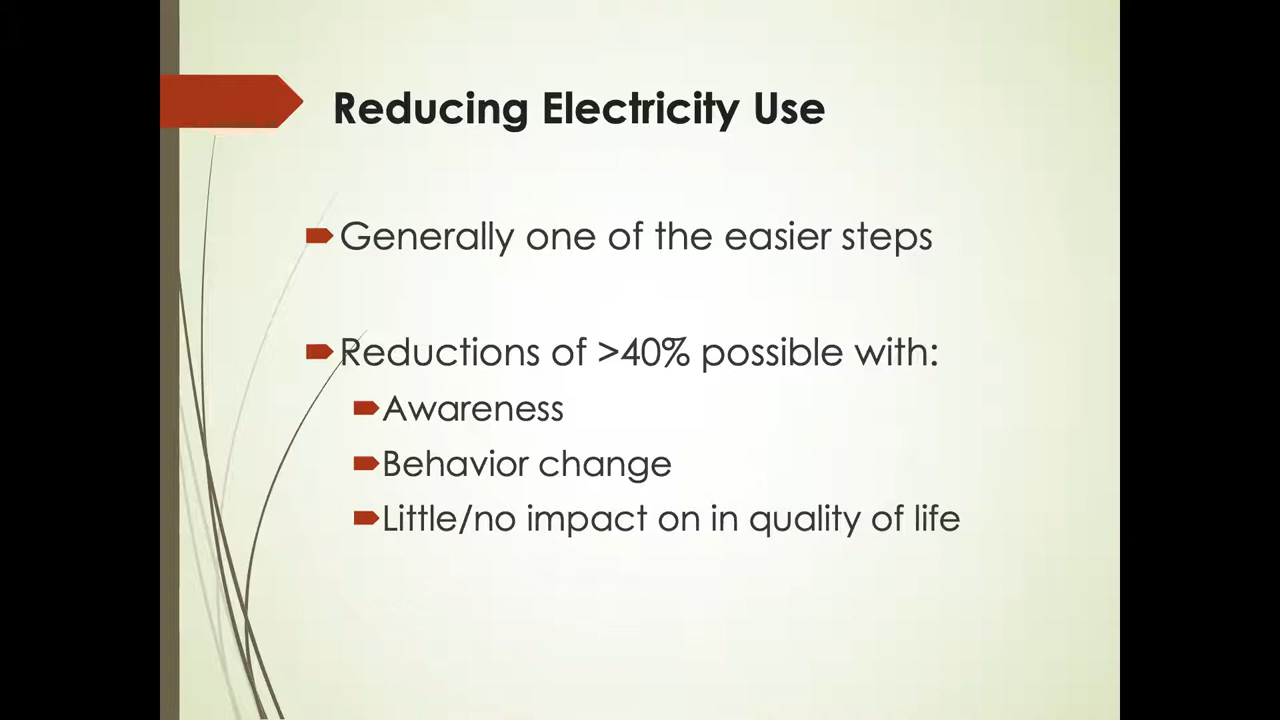 Reducing Electricity Use
Generally one of the easier steps
Reductions of >40% possible with:
Awareness
Behavior change
Little/no impact on in quality of life